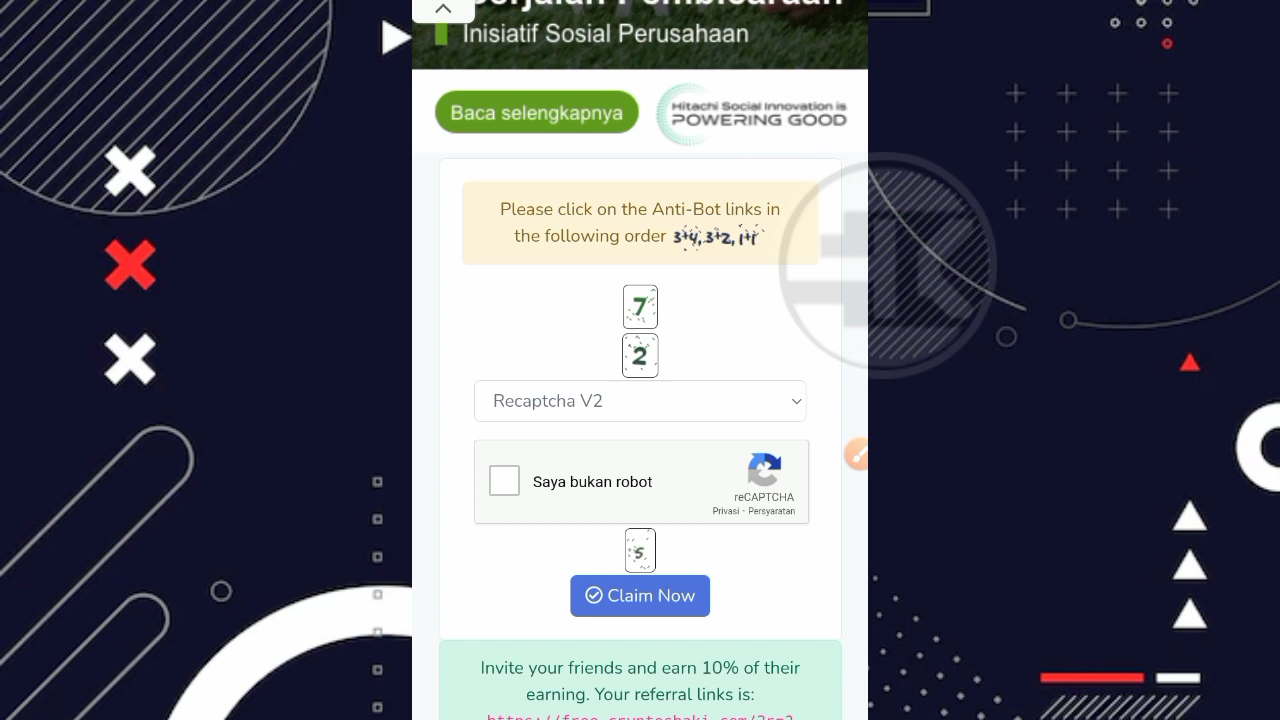 Inisiatif Sosial Perusahaan
Baca selengkapnya
Hitachi Social Innovation is
POWERING GOOD
Please click on the Anti-Bot links in
the following order 3+4, 3+2, 1+1
7
2
Recaptcha V2
Saya bukan robot
reCAPTCHA
Privasi - Persyaratan
5
Claim Now
Invite your friends and earn 10% of their
earning. Your referral links is: